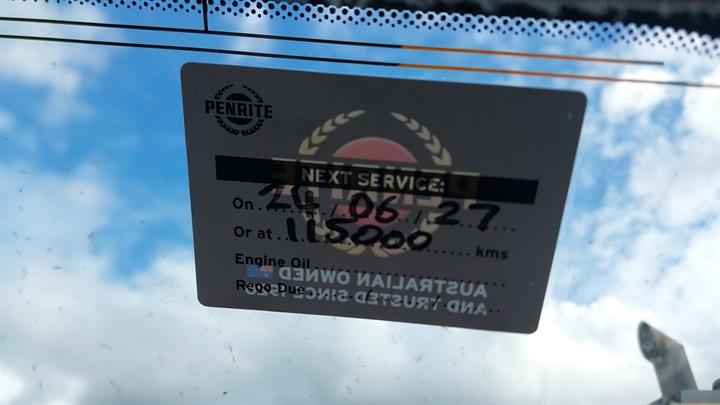 PENRITE
NEXT SERVICE:
On 24/06/27
Or at 115000 kms
Engine Oil
Rego Due / /
PENRITE
AUSTRALIAN OWNED
AND TRUSTED SINCE 1926